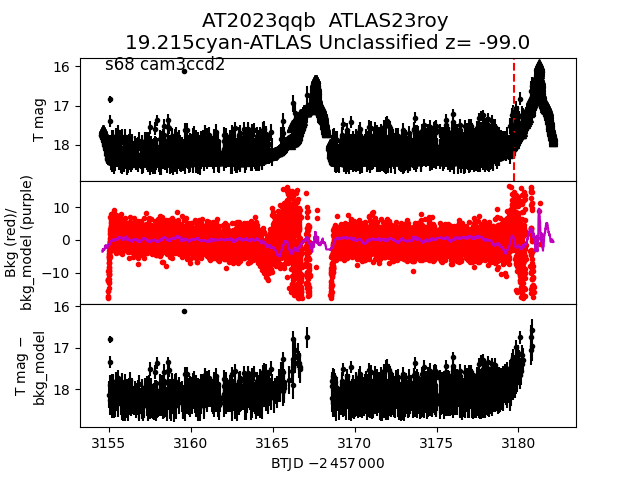 AT2023qqb  ATLAS23roy
19.215cyan-ATLAS Unclassified z= -99.0
s68 cam3ccd2
T mag
16
17
18
Bkg (red)/
bkg_model (purple)
10
0
−10
T mag −
bkg_model
16
17
18
3155 3160 3165 3170 3175 3180
BTJD −2 457 000